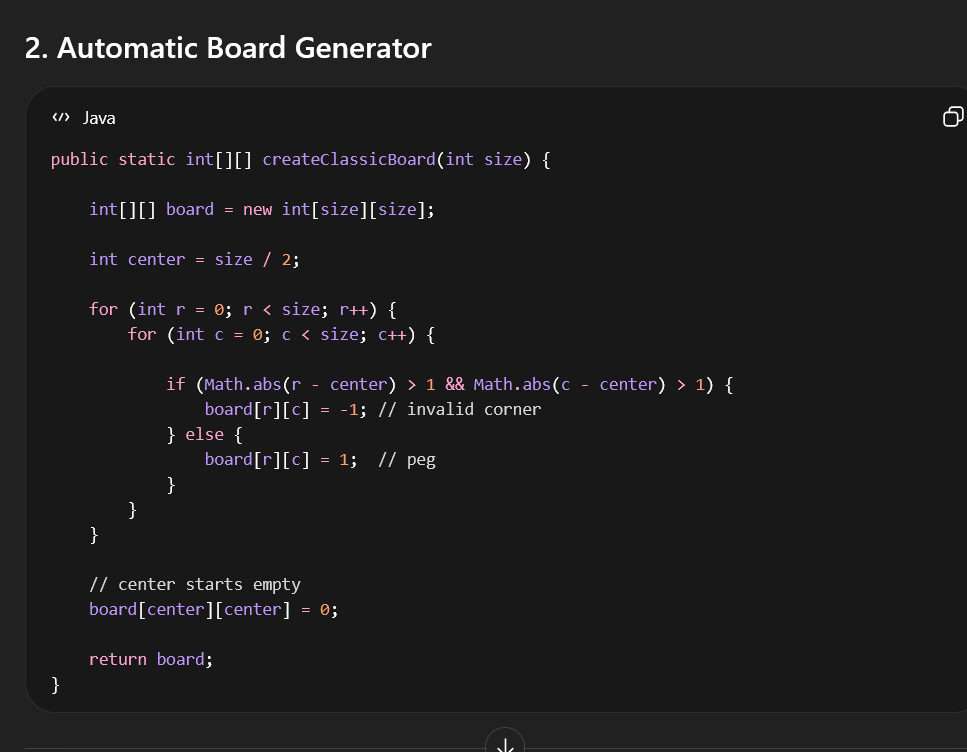 2. Automatic Board Generator
Java
public static int[][] createClassicBoard(int size) {
int[][] board = new int[size][size];
int center = size / 2;
for (int r = 0; r < size; r++) {
for (int c = 0; c < size; c++) {
if (Math.abs(r - center) > 1 && Math.abs(c - center) > 1) {
board[r][c] = -1; // invalid corner
} else {
board[r][c] = 1;  // peg
}
}
}
// center starts empty
board[center][center] = 0;
return board;
}